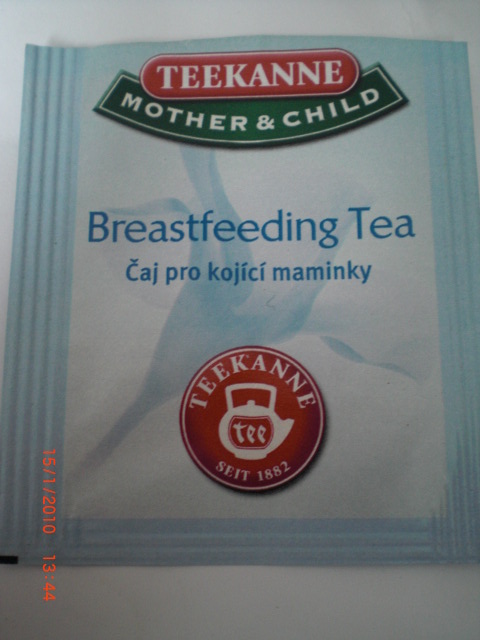 TEEKANNE
MOTHER & CHILD
Breastfeeding Tea
Čaj pro kojící maminky
TEEKANNE
tee
SEIT 1882
15/1/2010 13:44